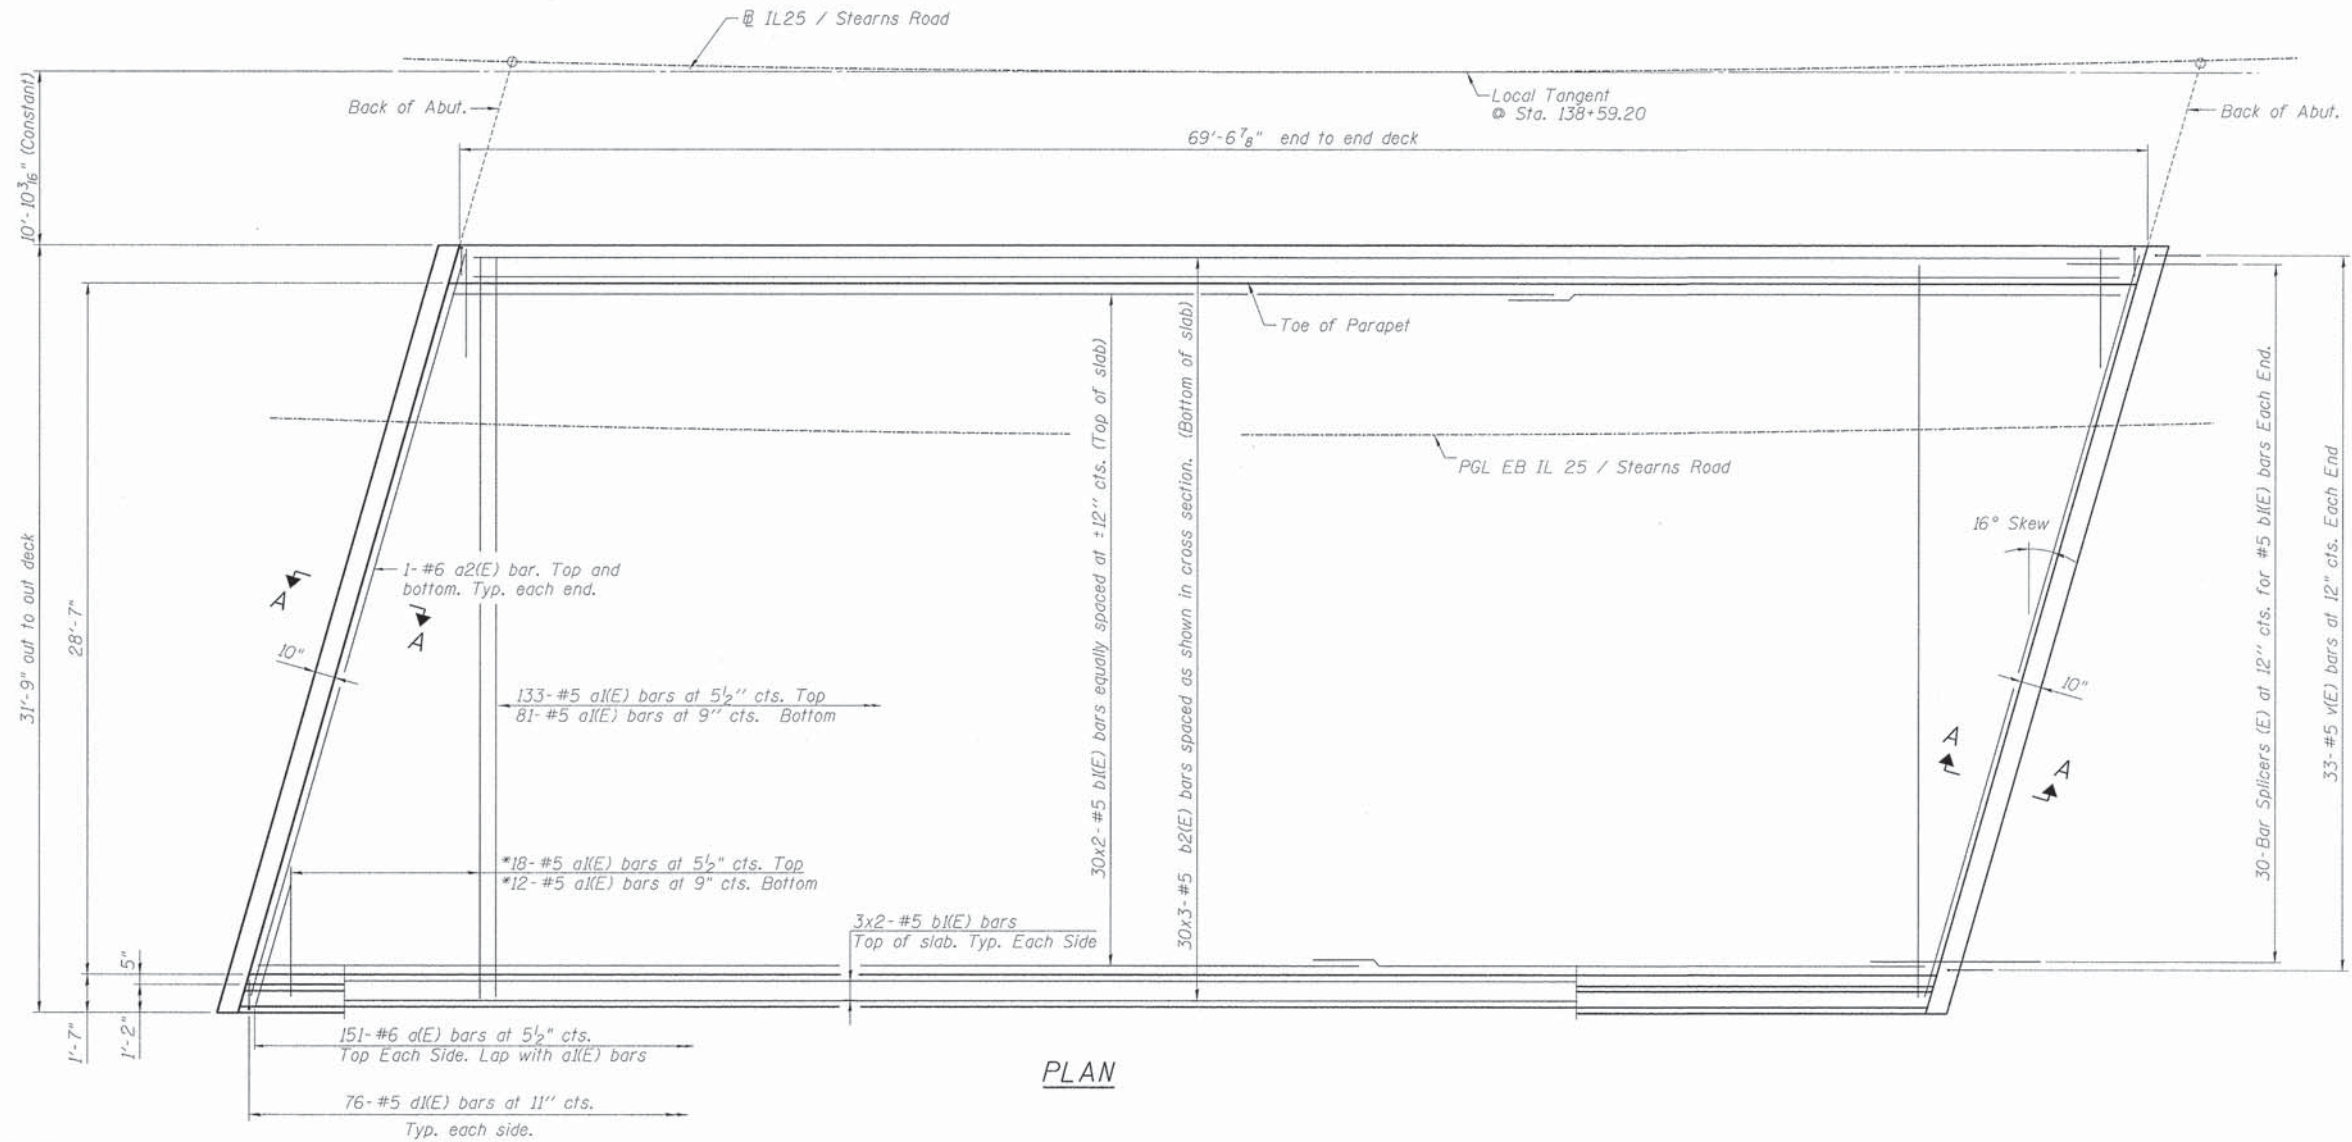 ℄ IL25 / Stearns Road
10'-10 3/16" (Constant)
Back of Abut.
Local Tangent
@ Sta. 138+59.20
Back of Abut.
69'-6 7/8" end to end deck
Toe of Parapet
PGL EB IL 25 / Stearns Road
16° Skew
31'-9" out to out deck
28'-7"
1-#6 a2(E) bar. Top and
bottom. Typ. each end.
A
A
10"
133-#5 a1(E) bars at 5½" cts. Top
81-#5 a1(E) bars at 9" cts. Bottom
30x2-#5 b1(E) bars equally spaced at ±12" cts. (Top of slab)
30x3-#5 b2(E) bars spaced as shown in cross section. (Bottom of slab)
30-Bar Splicers (E) at 12" cts. for #5 b1(E) bars Each End.
33-#5 v(E) bars at 12" cts. Each End
10"
A
A
*18-#5 a1(E) bars at 5½" cts. Top
*12-#5 a1(E) bars at 9" cts. Bottom
3x2-#5 b1(E) bars
Top of slab. Typ. Each Side
5"
1'-7"
1'-2"
151-#6 a(E) bars at 5½" cts.
Top Each Side. Lap with a1(E) bars
76-#5 d1(E) bars at 11" cts.
Typ. each side.
PLAN